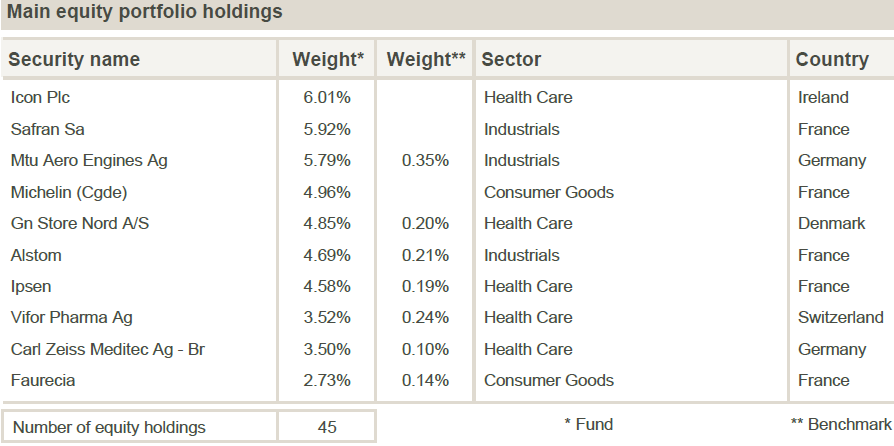 Main equity portfolio holdings
Security name Weight* Weight** Sector Country
Icon Plc 6.01% Health Care Ireland
Safran Sa 5.92% Industrials France
Mtu Aero Engines Ag 5.79% 0.35% Industrials Germany
Michelin (Cgde) 4.96% Consumer Goods France
Gn Store Nord A/S 4.85% 0.20% Health Care Denmark
Alstom 4.69% 0.21% Industrials France
Ipsen 4.58% 0.19% Health Care France
Vifor Pharma Ag 3.52% 0.24% Health Care Switzerland
Carl Zeiss Meditec Ag - Br 3.50% 0.10% Health Care Germany
Faurecia 2.73% 0.14% Consumer Goods France
Number of equity holdings 45 * Fund ** Benchmark